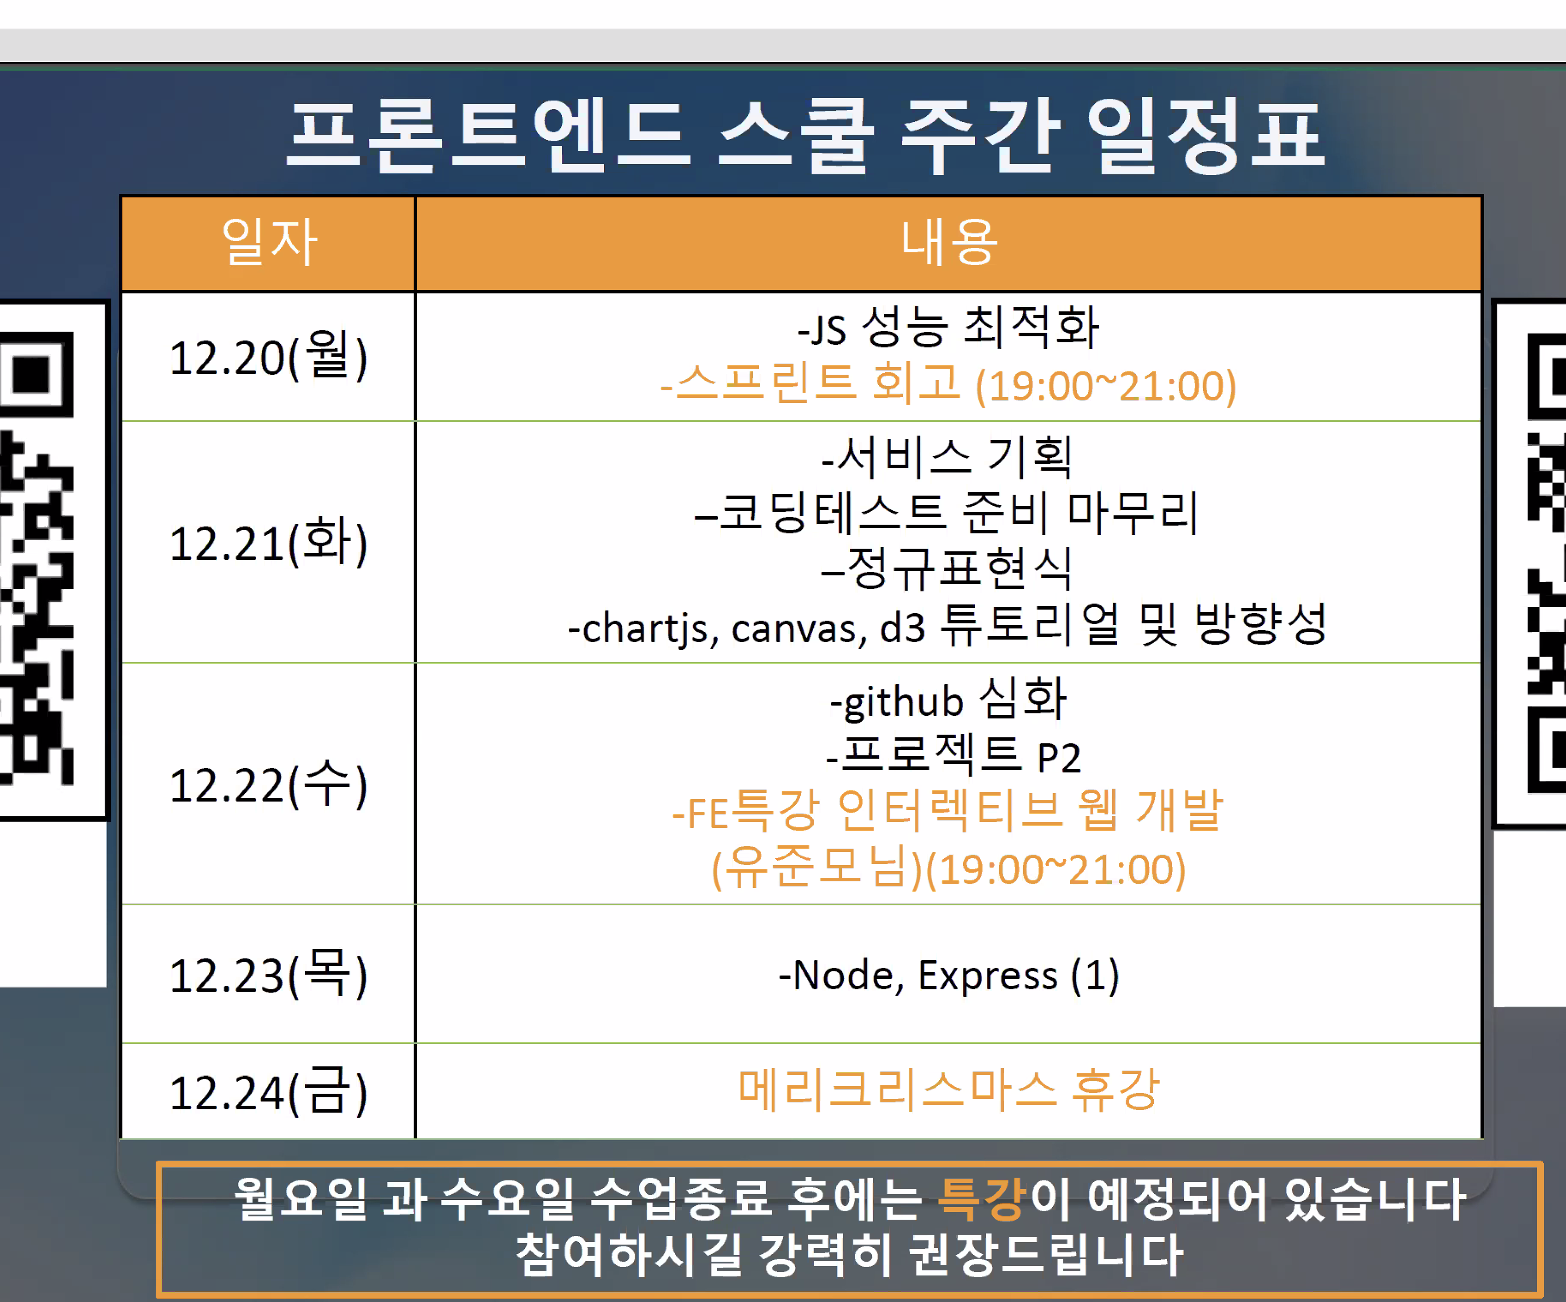 프론트엔드 스쿨 주간 일정표
일자
내용
12.20(월)
-JS 성능 최적화
-스프린트 회고 (19:00~21:00)
12.21(화)
-서비스 기획
–코딩테스트 준비 마무리
–정규표현식
-chartjs, canvas, d3 튜토리얼 및 방향성
12.22(수)
-github 심화
-프로젝트 P2
-FE특강 인터렉티브 웹 개발
(유준모님)(19:00~21:00)
12.23(목)
-Node, Express (1)
12.24(금)
메리크리스마스 휴강
월요일 과 수요일 수업종료 후에는 특강이 예정되어 있습니다
참여하시길 강력히 권장드립니다